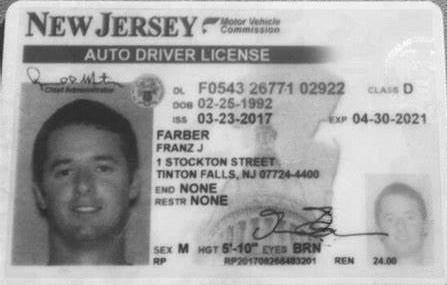 NEW JERSEY Motor Vehicle Commission
AUTO DRIVER LICENSE
Chief Administrator
DL F0543 26771 02922 CLASS D
DOB 02-25-1992
ISS 03-23-2017 EXP 04-30-2021
FARBER
FRANZ J
1 STOCKTON STREET
TINTON FALLS, NJ 07724-4400
END NONE
RESTR NONE
SEX M HGT 5'-10" EYES BRN
RP RP201708268483201 REN 24.00